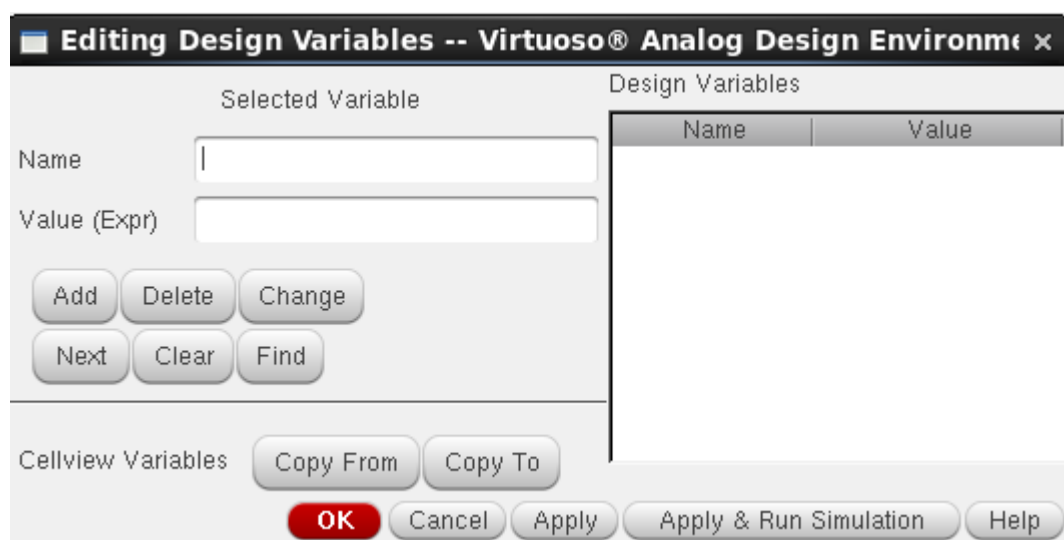 Editing Design Variables -- Virtuoso® Analog Design Environme
Selected Variable
Name
Value (Expr)
Add Delete Change
Next Clear Find
Cellview Variables Copy From Copy To
Design Variables
Name Value
OK Cancel Apply Apply & Run Simulation Help